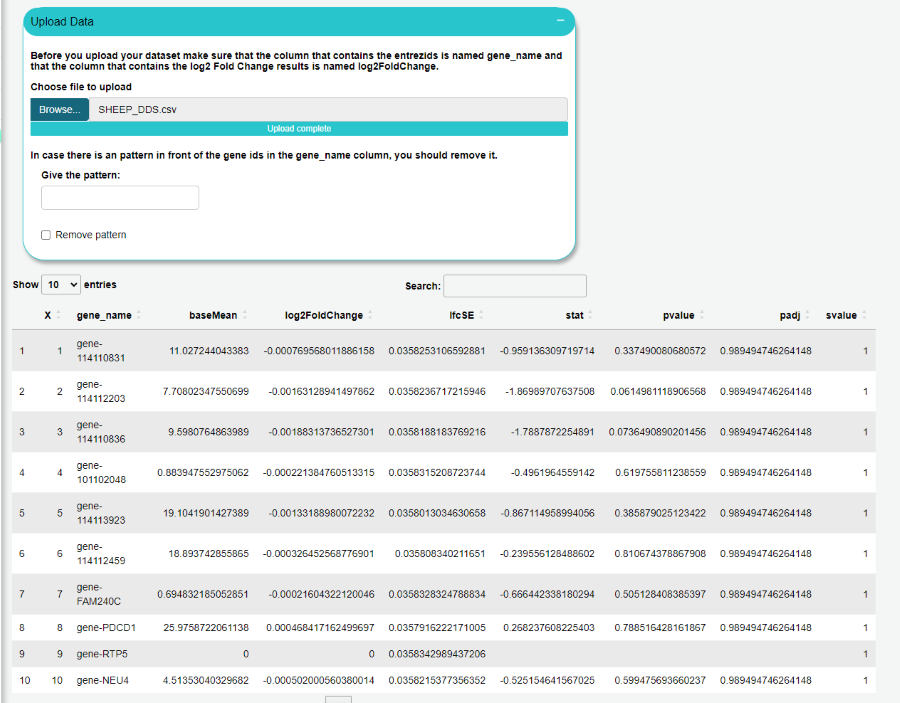 Upload Data
Before you upload your dataset make sure that the column that contains the entrezids is named gene_name and
that the column that contains the log2 Fold Change results is named log2FoldChange.
Choose file to upload
Browse... SHEEP_DDS.csv
Upload complete
In case there is an pattern in front of the gene ids in the gene_name column, you should remove it.
Give the pattern:
Remove pattern
Show 10 entries Search:
X gene_name baseMean log2FoldChange lfcSE stat pvalue padj svalue
1 1 gene-114110831 11.027244043383 -0.000769568011886158 0.0358253106592881 -0.959136309719714 0.337490080680572 0.989494746264148 1
2 2 gene-114112203 7.70802347550699 -0.00163128941497862 0.0358236717215946 -1.86989707637508 0.0614981118906568 0.989494746264148 1
3 3 gene-114110836 9.5980764863989 -0.00188313736527301 0.0358188183769216 -1.7887872254891 0.0736490890201456 0.989494746264148 1
4 4 gene-101102048 0.883947552975062 -0.000221384760513315 0.0358315208723744 -0.4961964559142 0.619755811238559 0.989494746264148 1
5 5 gene-114113923 19.1041901427389 -0.00133188980072232 0.0358013034630658 -0.867114958994056 0.385879025123422 0.989494746264148 1
6 6 gene-114112459 18.893742855865 -0.000326452568776901 0.035808340211651 -0.239556128488602 0.810674378867908 0.989494746264148 1
7 7 gene-FAM240C 0.694832185052851 -0.00021604322120046 0.0358328324788834 -0.666442338180294 0.505128408385397 0.989494746264148 1
8 8 gene-PDCD1 25.9758722061138 0.000468417162499697 0.0357916222171005 0.268237608225403 0.788516428161867 0.989494746264148 1
9 9 gene-RTP5 0 0 0.0358342989437206 1
10 10 gene-NEU4 4.51353040329682 -0.000502000560380014 0.0358215377356352 -0.525154641567025 0.599475693660237 0.989494746264148 1